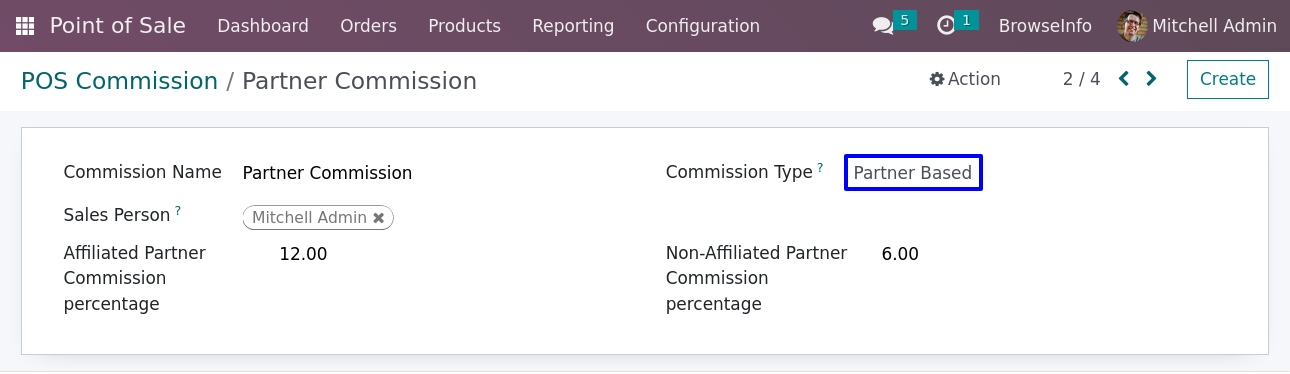 Point of Sale Dashboard Orders Products Reporting Configuration 5 1 BrowseInfo Mitchell Admin
POS Commission / Partner Commission Action 2 / 4 Create
Commission Name Partner Commission Commission Type ? Partner Based
Sales Person ? Mitchell Admin ✖
Affiliated Partner Commission percentage 12.00 Non-Affiliated Partner Commission percentage 6.00